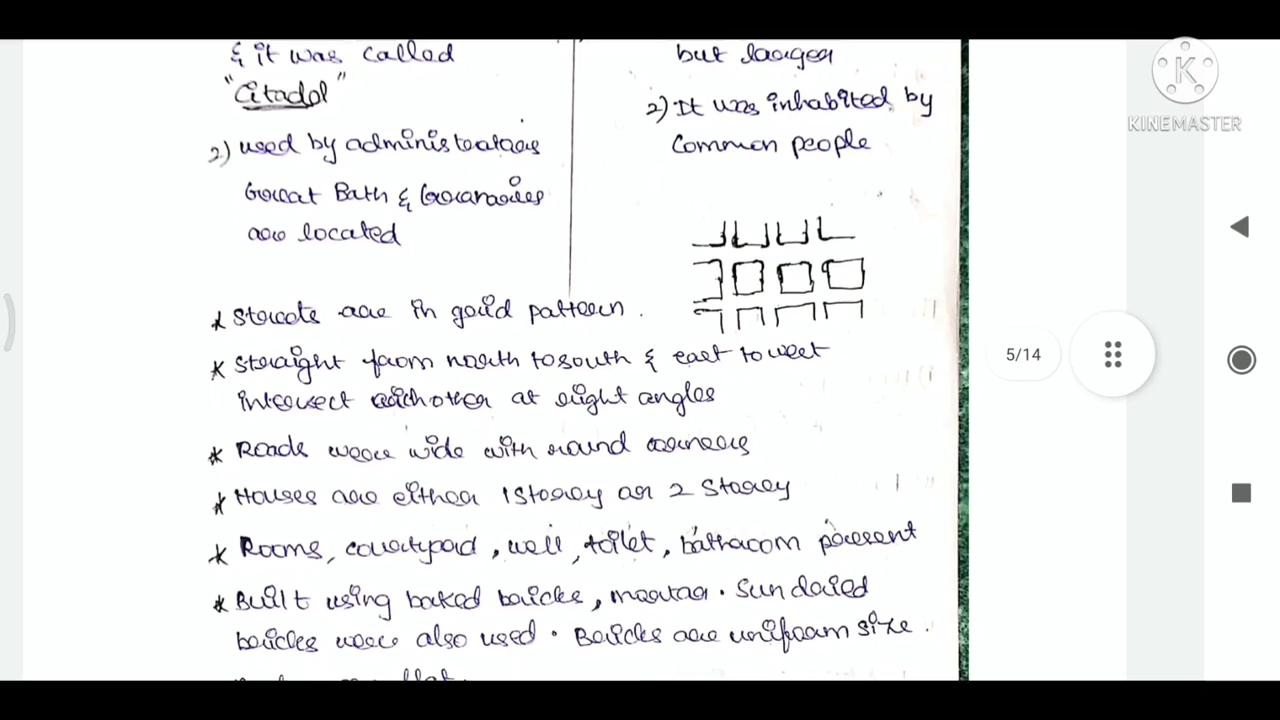 & it was called
"Citadel"
2) used by administrators
Great Bath & Granaries
are located
but larger
2) It was inhabited by
Common people
* Streets are in grid pattern .
* Straight from north to south & east to west
intersect each other at right angles
* Roads were wide with round corners
* Houses are either 1 storey or 2 storey
* Rooms, courtyard, well, toilet, bathroom present
* Built using baked bricks, mortar . Sun dried
bricks were also used . Bricks are uniform size .
KINEMASTER
5/14